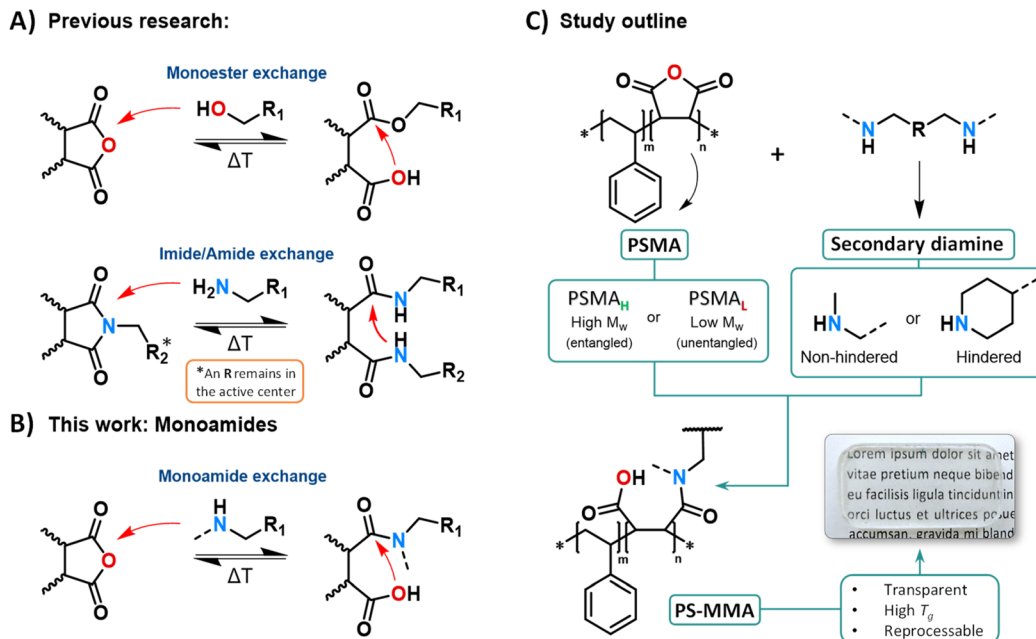 A) Previous research:
Monoester exchange
O
O
O
HO
R1
ΔT
O
R1
O
O
OH
Imide/Amide exchange
O
N
O
R2*
H2N
R1
ΔT
*An R remains in
the active center
O
N
H
R1
H
N
O
R2
B) This work: Monoamides
Monoamide exchange
O
O
O
H
N
R1
ΔT
O
R1
N
O
OH
C) Study outline
O
O
O
*
m
n
*
+
N
H
R
N
H
PSMA
PSMAH
High Mw
(entangled)
or
PSMAL
Low Mw
(unentangled)
Secondary diamine
HN
Non-hindered
or
HN
Hindered
OH
O
N
O
*
m
n
*
PS-MMA
Lorem ipsum dolor sit amet
vitae pretium neque bibend
eu facilisis ligula tincidunt in
orci luctus et ultrices posue
accumsan, gravida mi bland
• Transparent
• High Tg
• Reprocessable